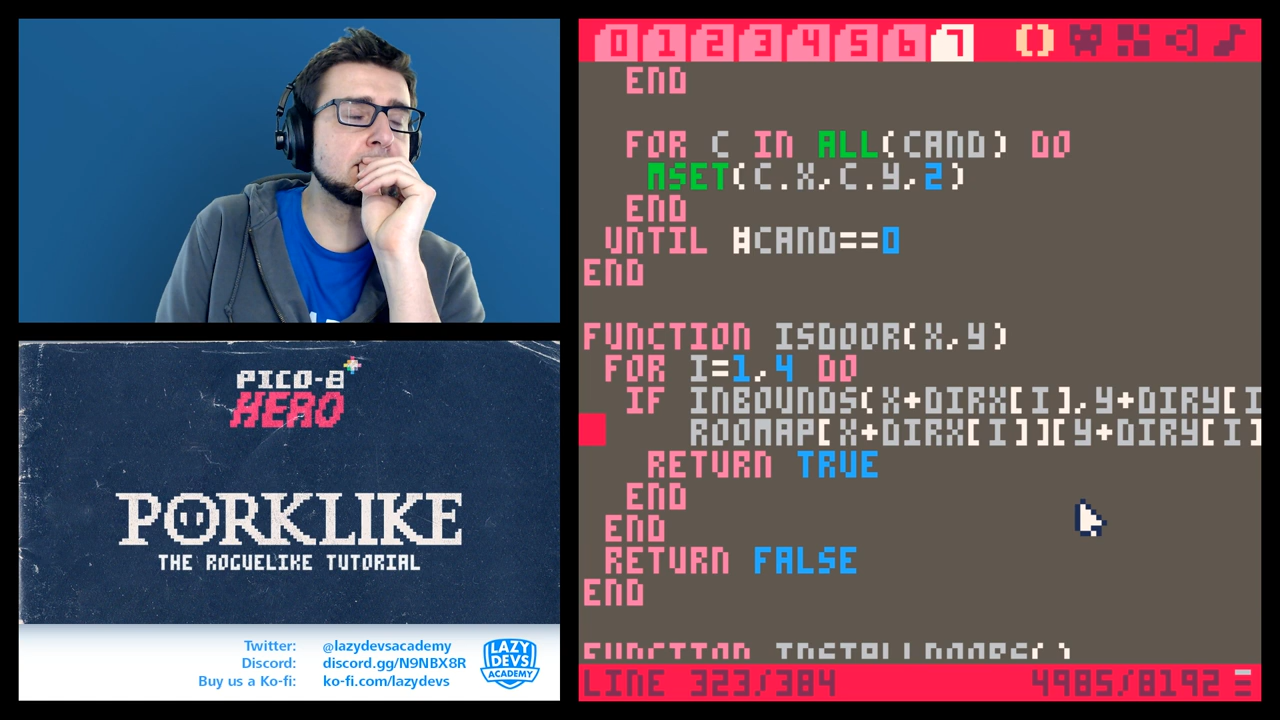 PICO-8
HERO
PORKLIKE
THE ROGUELIKE TUTORIAL
Twitter: @lazydevsacademy
Discord: discord.gg/N9NBX8R
Buy us a Ko-fi: ko-fi.com/lazydevs
LAZY
DEVS
ACADEMY
0 1 2 3 4 5 6 7 ()
END
FOR C IN ALL(CAND) DO
MSET(C.X,C.Y,2)
END
UNTIL #CAND==0
END
FUNCTION ISDOOR(X,Y)
FOR I=1,4 DO
IF INBOUNDS(X+DIRX[I],Y+DIRY[I
ROOMAP[X+DIRX[I]][Y+DIRY[I]
RETURN TRUE
END
END
RETURN FALSE
END
FUNCTION INSTALLDOORS()
LINE 323/384 4985/8192